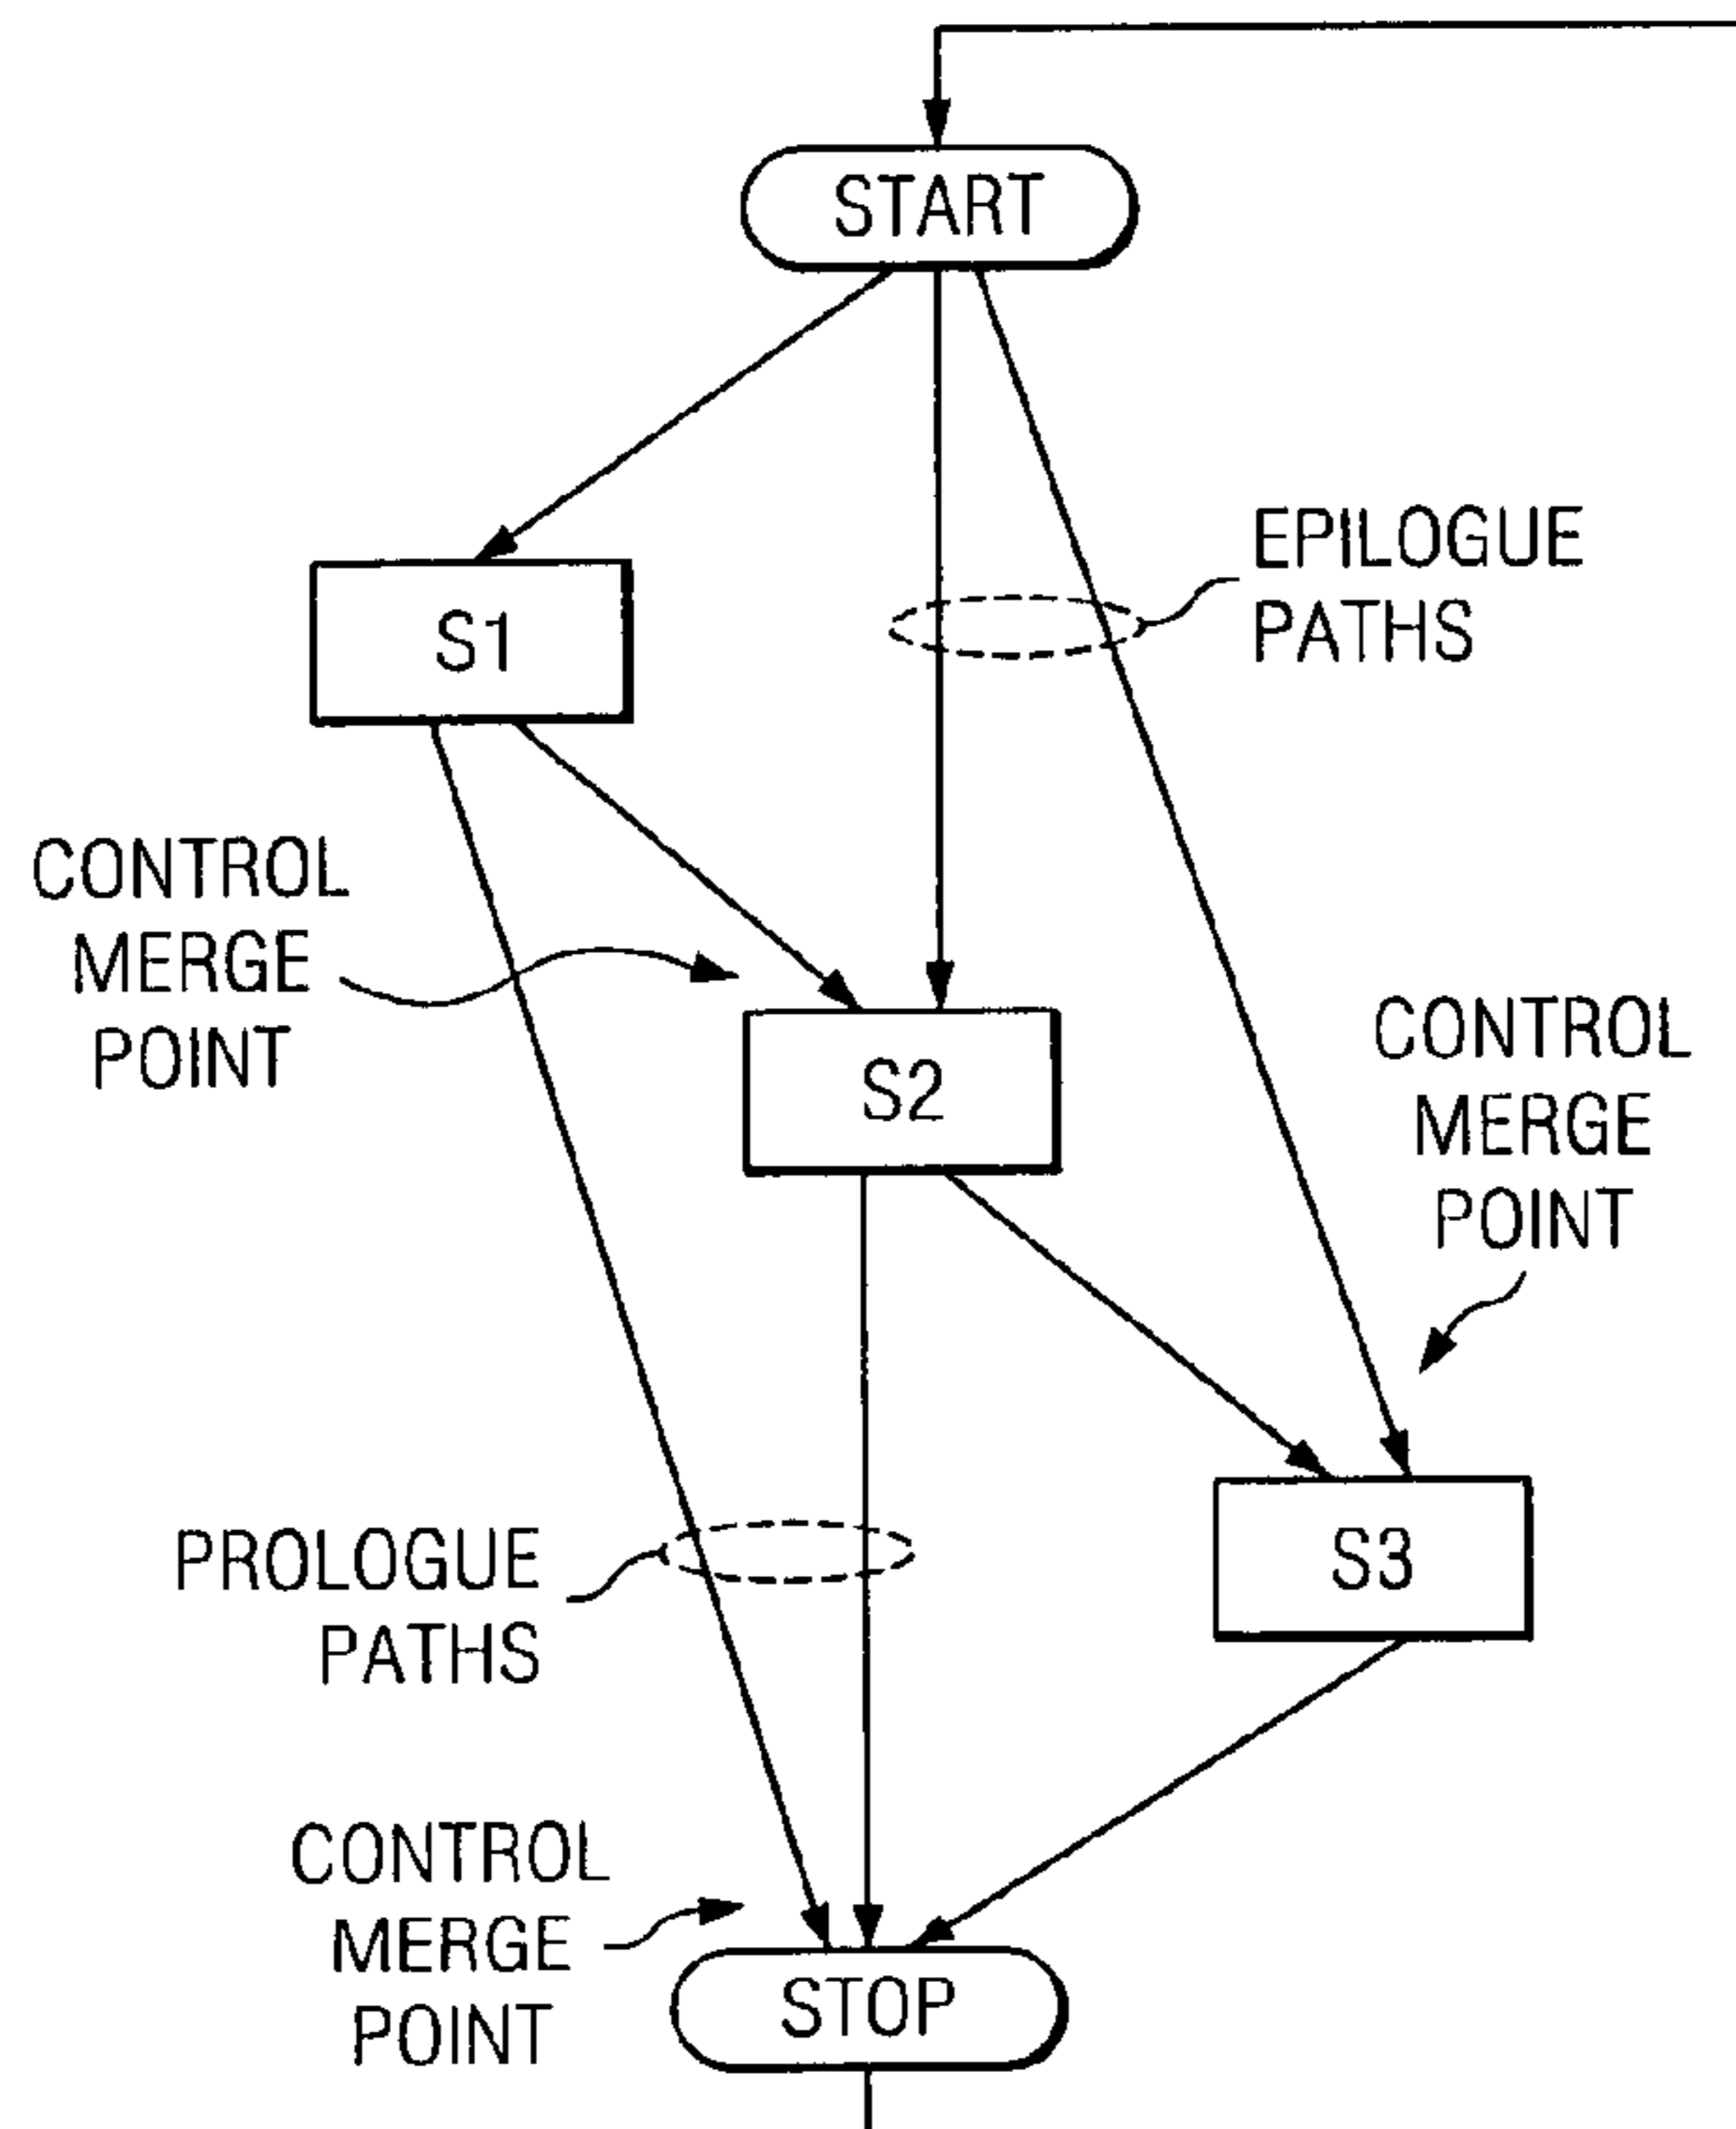 START
EPILOGUE
PATHS
S1
CONTROL
MERGE
POINT
S2
CONTROL
MERGE
POINT
PROLOGUE
PATHS
S3
CONTROL
MERGE
POINT
STOP